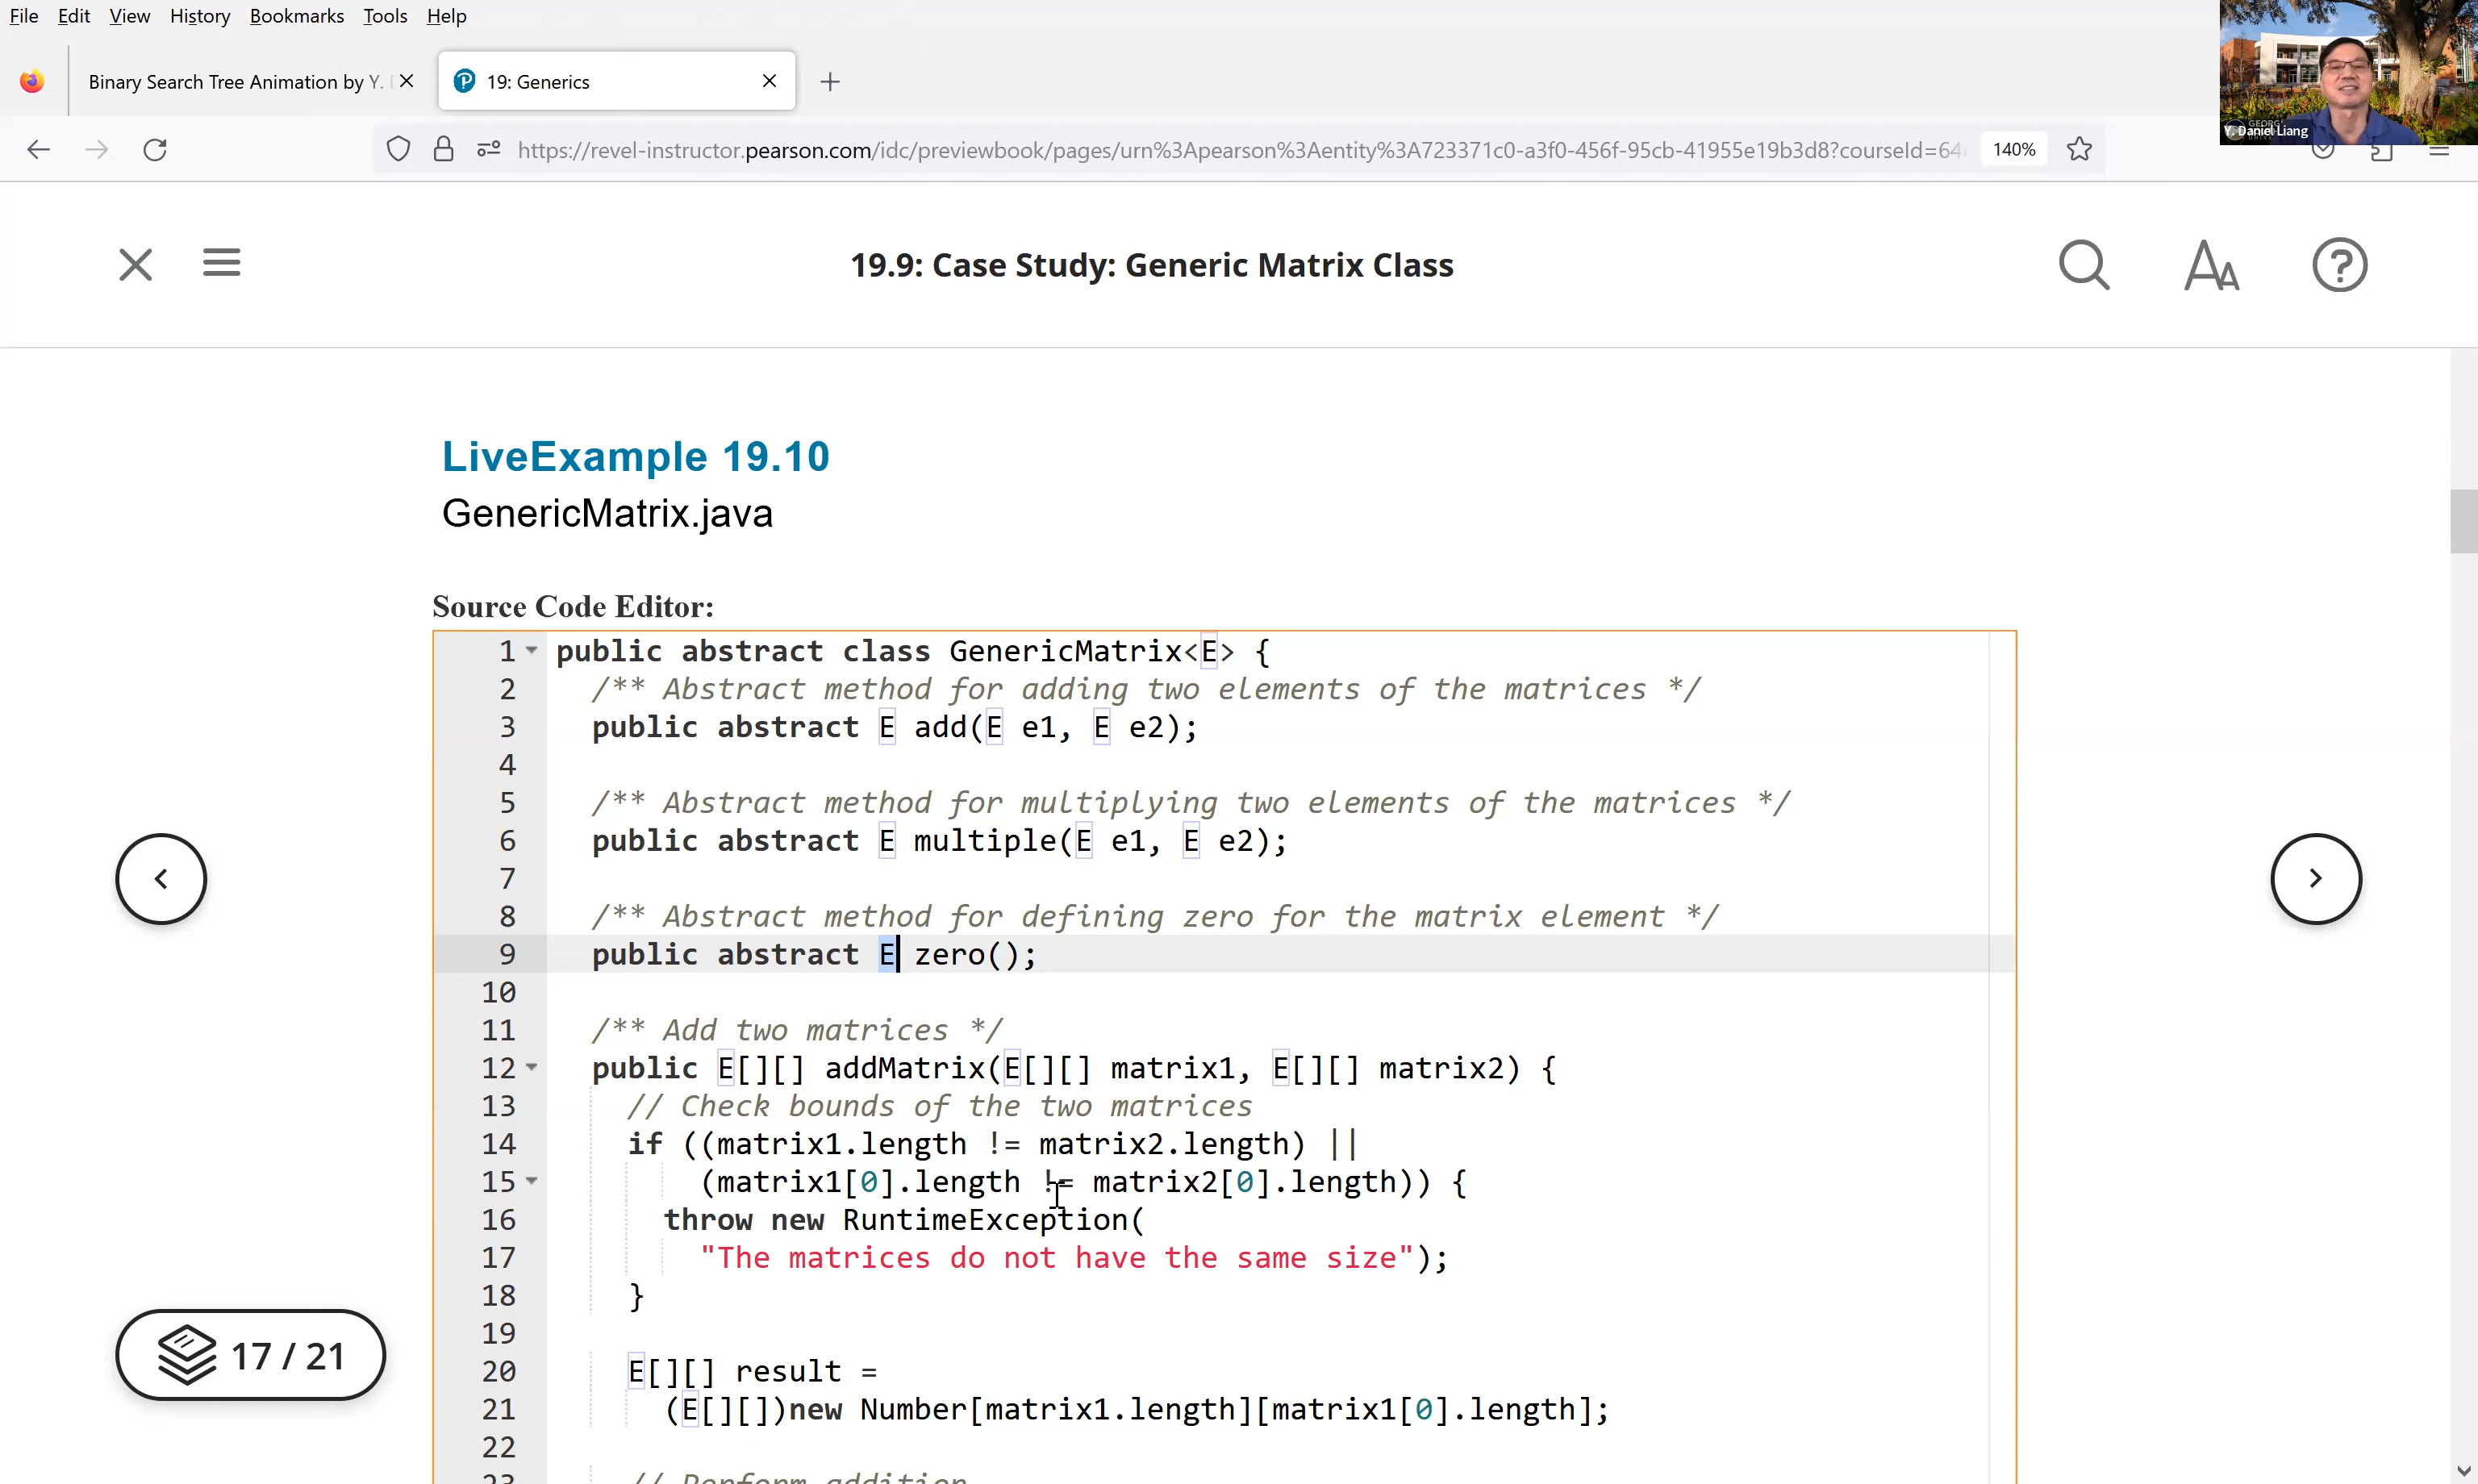 File Edit View History Bookmarks Tools Help
Binary Search Tree Animation by Y.
19: Generics
https://revel-instructor.pearson.com/idc/previewbook/pages/urn%3Apearson%3Aentity%3A723371c0-a3f0-456f-95cb-41955e19b3d8?courseId=64
140%
Y. Daniel Liang
19.9: Case Study: Generic Matrix Class
LiveExample 19.10
GenericMatrix.java
Source Code Editor:
1 public abstract class GenericMatrix<E> {
2 /** Abstract method for adding two elements of the matrices */
3 public abstract E add(E e1, E e2);
4
5 /** Abstract method for multiplying two elements of the matrices */
6 public abstract E multiple(E e1, E e2);
7
8 /** Abstract method for defining zero for the matrix element */
9 public abstract E zero();
10
11 /** Add two matrices */
12 public E[][] addMatrix(E[][] matrix1, E[][] matrix2) {
13 // Check bounds of the two matrices
14 if ((matrix1.length != matrix2.length) ||
15 (matrix1[0].length != matrix2[0].length)) {
16 throw new RuntimeException(
17 "The matrices do not have the same size");
18 }
19
20 E[][] result =
21 (E[][])new Number[matrix1.length][matrix1[0].length];
22
23 // Perform addition
17 / 21